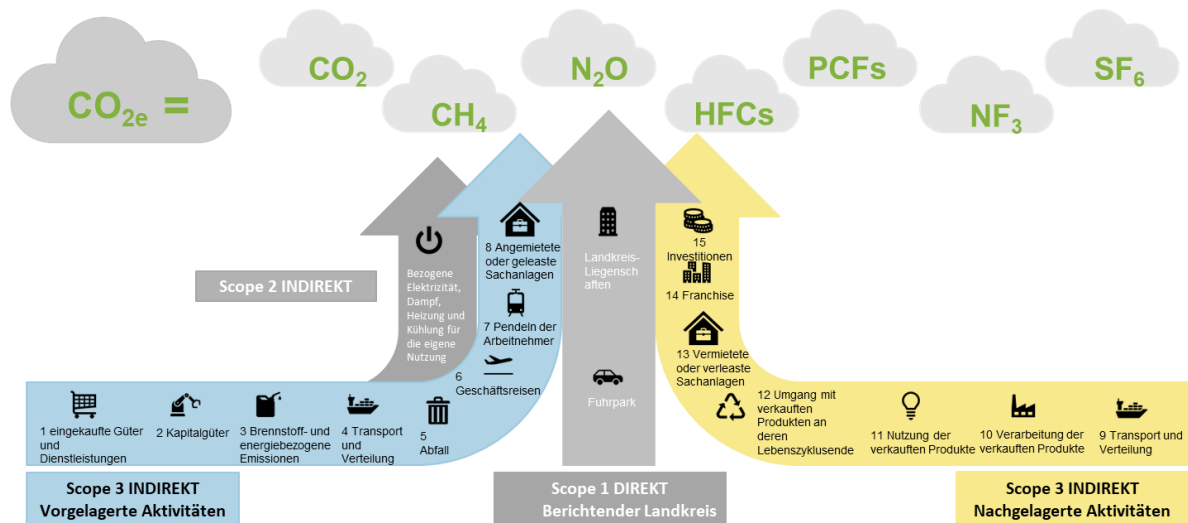 CO2e =
CO2
CH4
N2O
HFCs
PCFs
NF3
SF6
Scope 2 INDIREKT
Bezogene
Elektrizität,
Dampf,
Heizung und
Kühlung für
die eigene
Nutzung
8 Angemietete
oder geleaste
Sachanlagen
7 Pendeln der
Arbeitnehmer
6
Geschäftsreisen
Landkreis-
Liegensch
aften
Fuhrpark
15
Investitionen
14 Franchise
13 Vermietete
oder verleaste
Sachanlagen
1 eingekaufte Güter
und
Dienstleistungen
2 Kapitalgüter
3 Brennstoff- und
energiebezogene
Emissionen
4 Transport
und
Verteilung
5
Abfall
12 Umgang mit
verkauften
Produkten an
deren
Lebenszyklusende
11 Nutzung der
verkauften Produkte
10 Verarbeitung der
verkauften Produkte
9 Transport und
Verteilung
Scope 3 INDIREKT
Vorgelagerte Aktivitäten
Scope 1 DIREKT
Berichtender Landkreis
Scope 3 INDIREKT
Nachgelagerte Aktivitäten